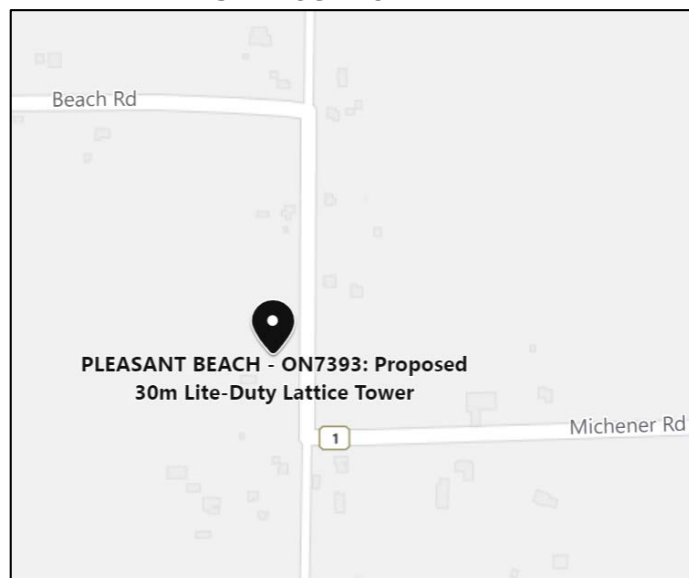 Beach Rd
PLEASANT BEACH - ON7393: Proposed
30m Lite-Duty Lattice Tower
1
Michener Rd